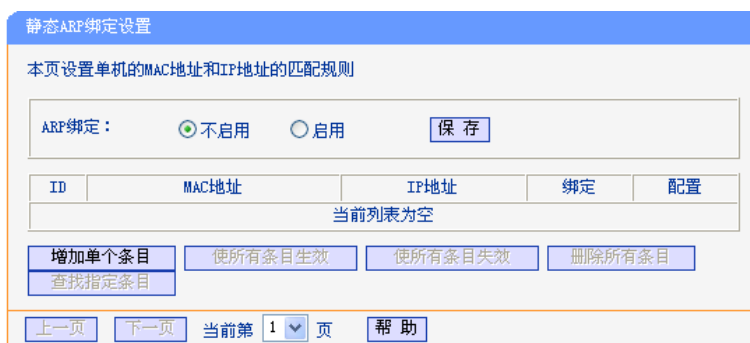 静态ARP绑定设置
本页设置单机的MAC地址和IP地址的匹配规则
ARP绑定： 不启用 启用 保 存
ID MAC地址 IP地址 绑定 配置
当前列表为空
增加单个条目 使所有条目生效 使所有条目失效 删除所有条目
查找指定条目
上一页 下一页 当前第 1 页 帮 助